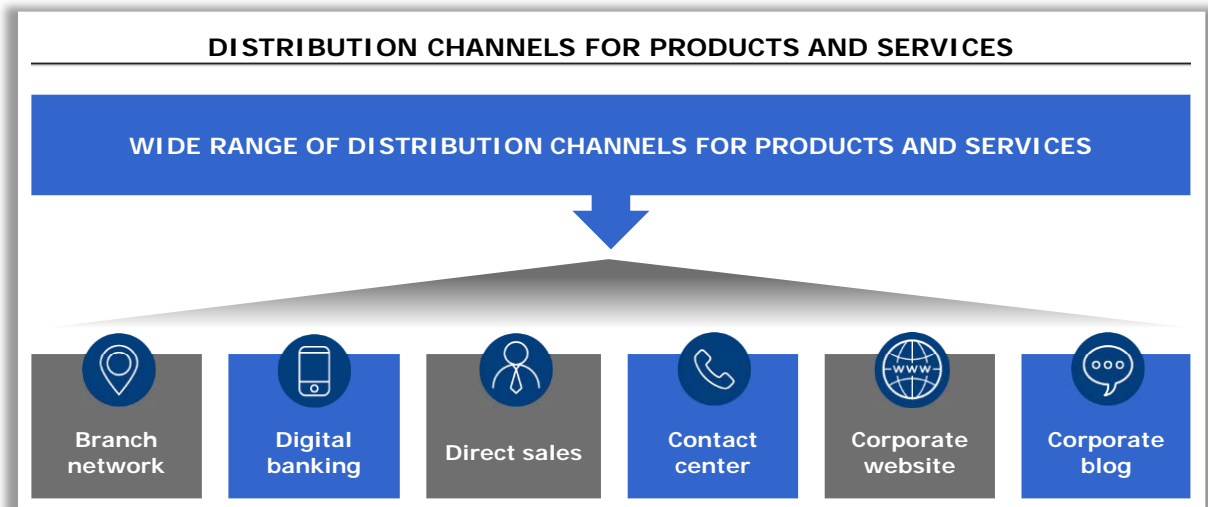 DISTRIBUTION CHANNELS FOR PRODUCTS AND SERVICES
WIDE RANGE OF DISTRIBUTION CHANNELS FOR PRODUCTS AND SERVICES
Branch
network
Digital
banking
Direct sales
Contact
center
WWW
Corporate
website
Corporate
blog